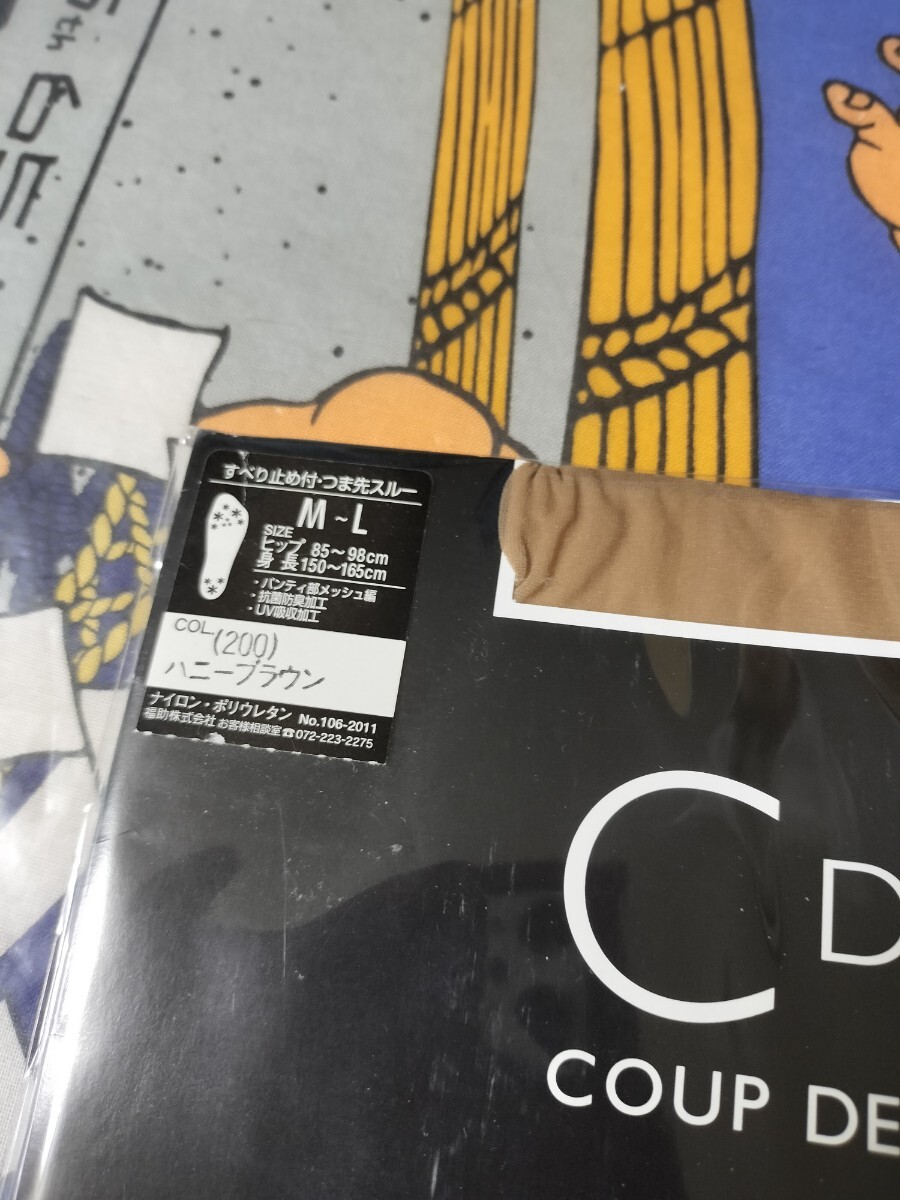 th
すべり止め付・つま先スルー
M～L
SIZE
ヒップ 85～98cm
身長150～165cm
・パンティ部メッシュ編
・抗菌防臭加工
・UV吸収加工
COL(200)
ハニーブラウン
ナイロン・ポリウレタン No.106-2011
福助株式会社 お客様相談室☎072-223-2275
C D
COUP DE